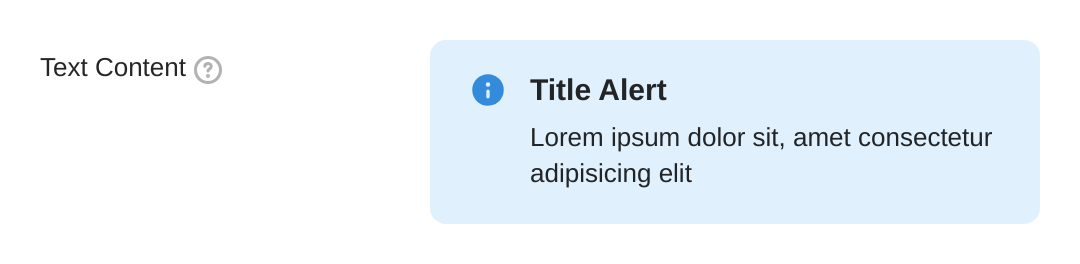 Text Content
Title Alert
Lorem ipsum dolor sit, amet consectetur
adipisicing elit